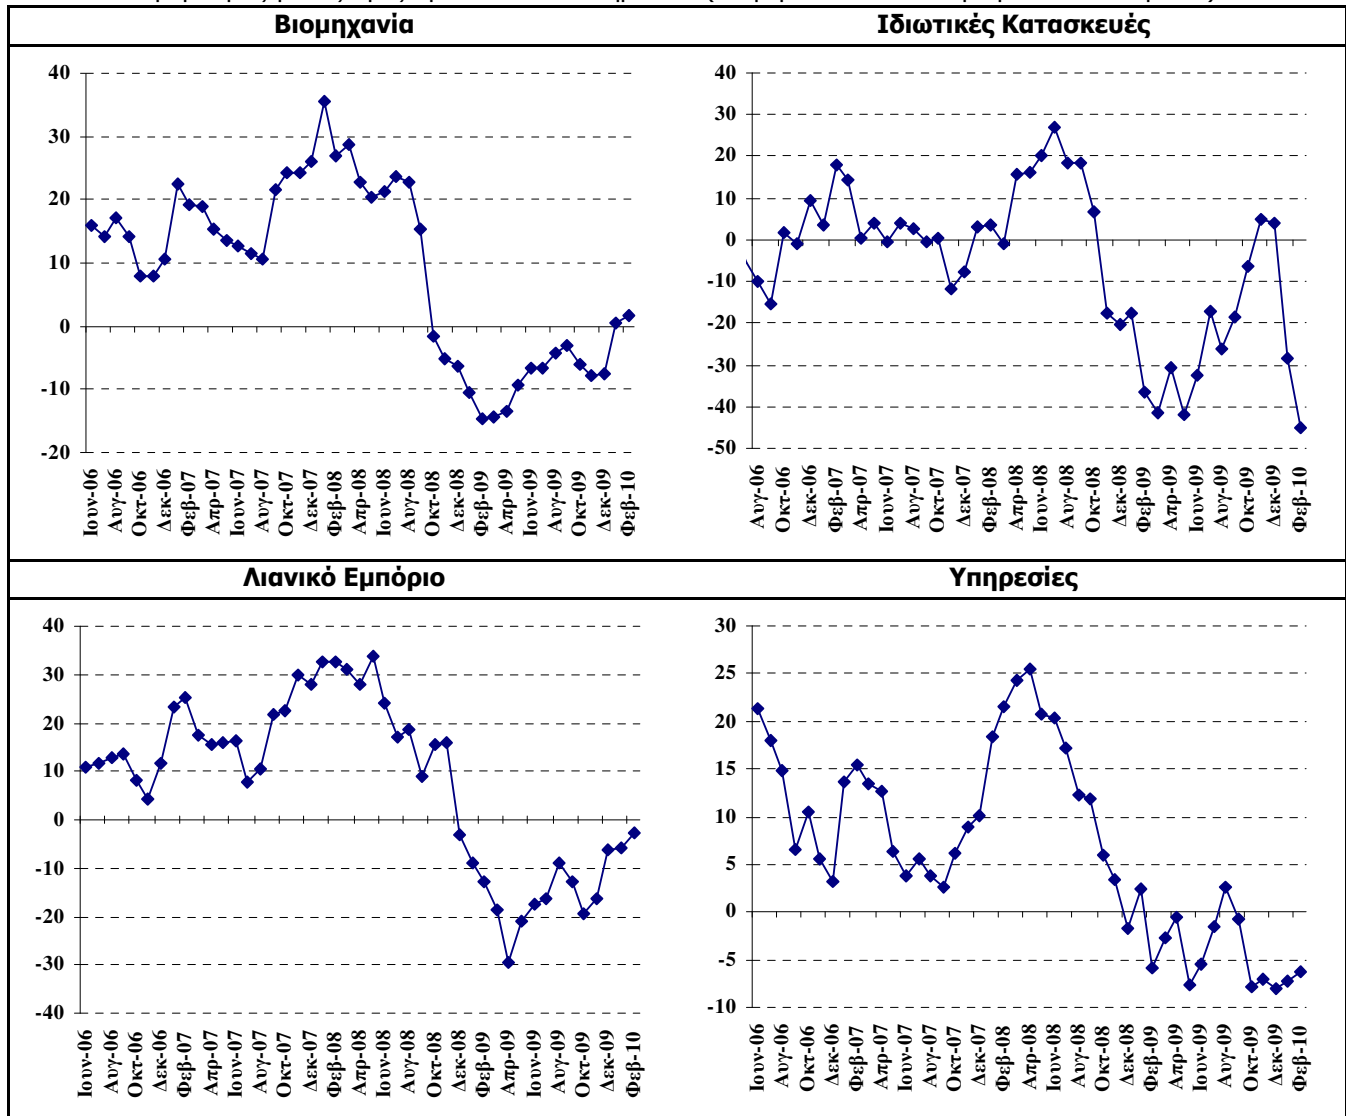 Βιομηχανία
Ιδιωτικές Κατασκευές
40
30
20
10
0
-10
-20
Ιουν-06
Αυγ-06
Οκτ-06
Δεκ-06
Φεβ-07
Απρ-07
Ιουν-07
Αυγ-07
Οκτ-07
Δεκ-07
Φεβ-08
Απρ-08
Ιουν-08
Αυγ-08
Οκτ-08
Δεκ-08
Φεβ-09
Απρ-09
Ιουν-09
Αυγ-09
Οκτ-09
Δεκ-09
Φεβ-10
40
30
20
10
0
-10
-20
-30
-40
-50
Αυγ-06
Οκτ-06
Δεκ-06
Φεβ-07
Απρ-07
Ιουν-07
Αυγ-07
Οκτ-07
Δεκ-07
Φεβ-08
Απρ-08
Ιουν-08
Αυγ-08
Οκτ-08
Δεκ-08
Φεβ-09
Απρ-09
Ιουν-09
Αυγ-09
Οκτ-09
Δεκ-09
Φεβ-10
Λιανικό Εμπόριο
Υπηρεσίες
40
30
20
10
0
-10
-20
-30
-40
Ιουν-06
Αυγ-06
Οκτ-06
Δεκ-06
Φεβ-07
Απρ-07
Ιουν-07
Αυγ-07
Οκτ-07
Δεκ-07
Φεβ-08
Απρ-08
Ιουν-08
Αυγ-08
Οκτ-08
Δεκ-08
Φεβ-09
Απρ-09
Ιουν-09
Αυγ-09
Οκτ-09
Δεκ-09
Φεβ-10
30
25
20
15
10
5
0
-5
-10
Ιουν-06
Αυγ-06
Οκτ-06
Δεκ-06
Φεβ-07
Απρ-07
Ιουν-07
Αυγ-07
Οκτ-07
Δεκ-07
Φεβ-08
Απρ-08
Ιουν-08
Αυγ-08
Οκτ-08
Δεκ-08
Φεβ-09
Απρ-09
Ιουν-09
Αυγ-09
Οκτ-09
Δεκ-09
Φεβ-10